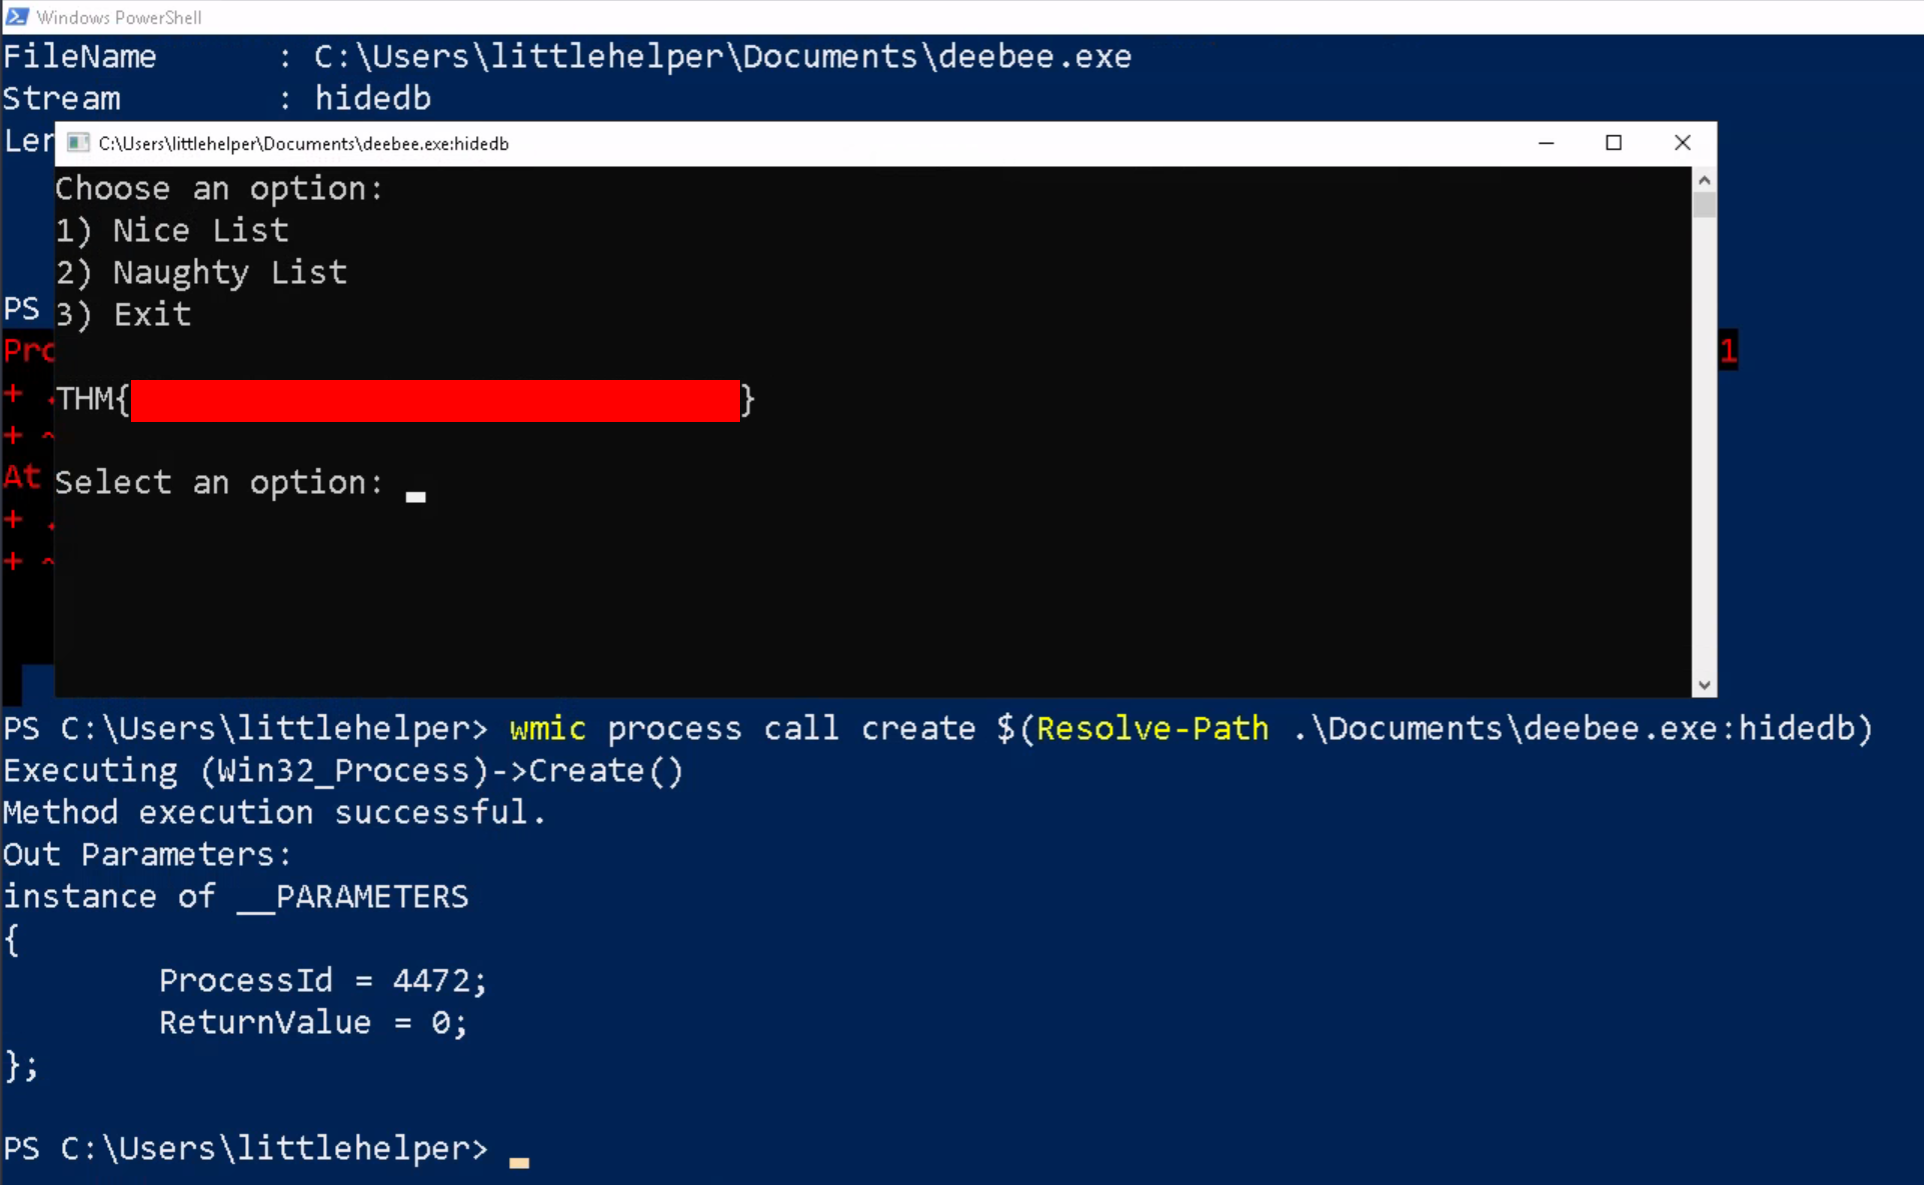 Windows PowerShell
FileName      : C:\Users\littlehelper\Documents\deebee.exe
Stream        : hidedb
C:\Users\littlehelper\Documents\deebee.exe:hidedb
Choose an option:
1) Nice List
2) Naughty List
3) Exit
PS
1
THM{ }
+ .
+ ~
At
Select an option:
+ .
+ ~
PS C:\Users\littlehelper> wmic process call create $(Resolve-Path .\Documents\deebee.exe:hidedb)
Executing (Win32_Process)->Create()
Method execution successful.
Out Parameters:
instance of __PARAMETERS
{
        ProcessId = 4472;
        ReturnValue = 0;
};
PS C:\Users\littlehelper>